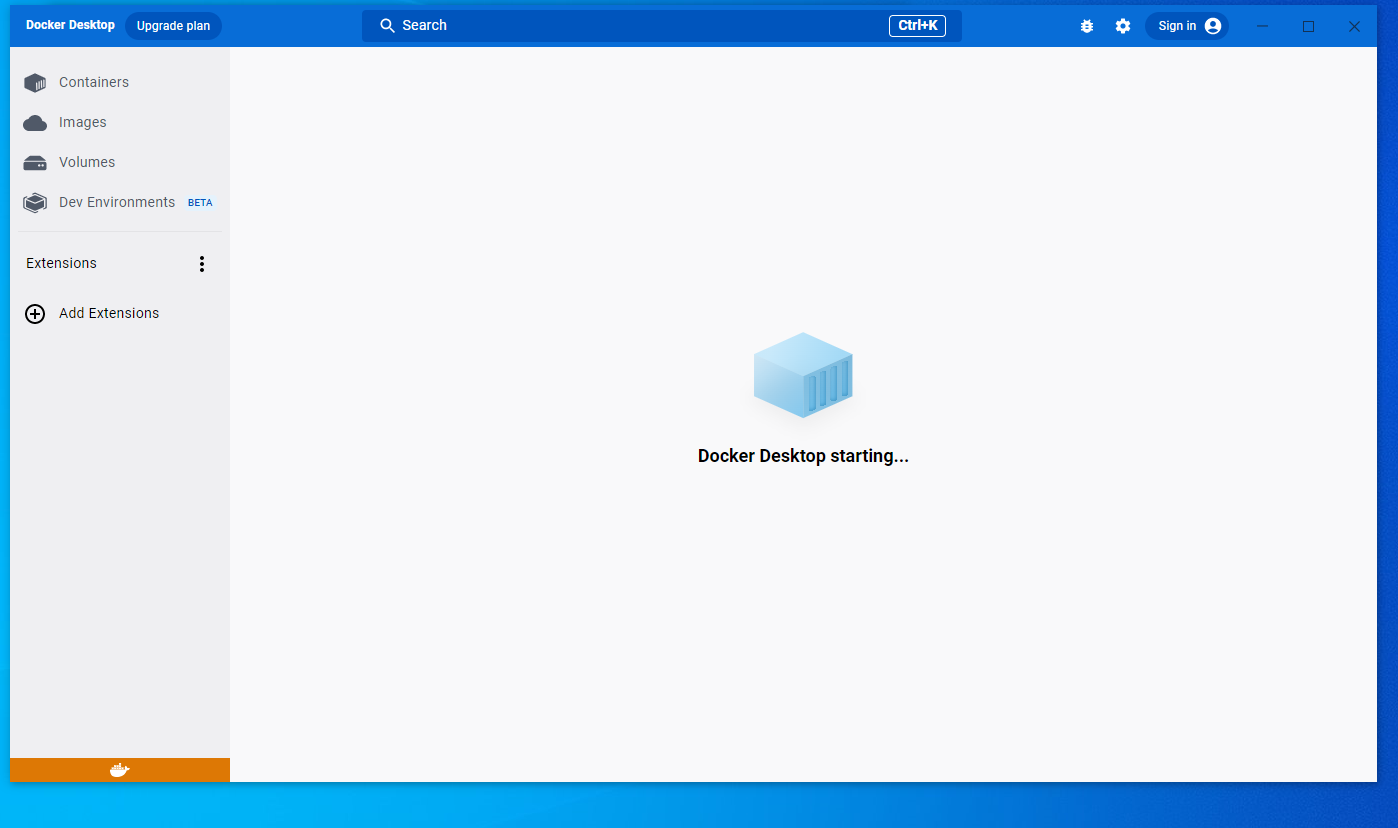 Docker Desktop Upgrade plan Search Ctrl+K Sign in
Containers
Images
Volumes
Dev Environments BETA
Extensions
Add Extensions
Docker Desktop starting...